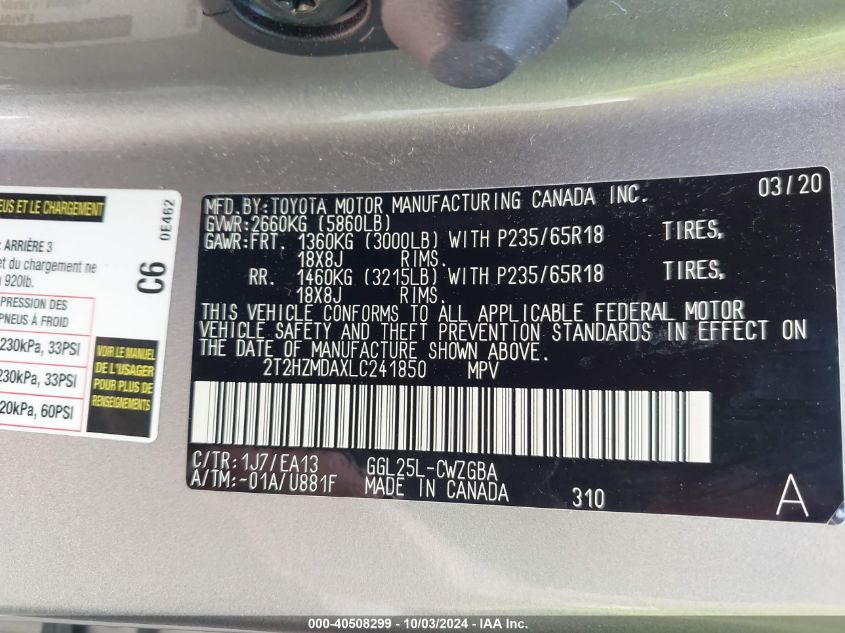 EUS ET LE CHARGEMENT
0E462
C6
ARRIÈRE 3
et du chargement ne
920lb.
PRESSION DES
PNEUS À FROID
230kPa, 33PSI
230kPa, 33PSI
20kPa, 60PSI
VOIR LE MANUEL
DE L'USAGER
POUR PLUS DE
RENSEIGNEMENTS
03/20
MFD.BY:TOYOTA MOTOR MANUFACTURING CANADA INC.
GVWR:2660KG (5860LB)
GAWR:FRT. 1360KG (3000LB) WITH P235/65R18 TIRES,
18X8J RIMS.
RR. 1460KG (3215LB) WITH P235/65R18 TIRES,
18X8J RIMS.
THIS VEHICLE CONFORMS TO ALL APPLICABLE FEDERAL MOTOR
VEHICLE SAFETY AND THEFT PREVENTION STANDARDS IN EFFECT ON
THE DATE OF MANUFACTURE SHOWN ABOVE.
2T2HZMDAXLC241850 MPV
C/TR:1J7/EA13 GGL25L-CWZGBA
A/TM:-01A/U881F MADE IN CANADA 310 A
000-40508299 - 10/03/2024 - IAA Inc.